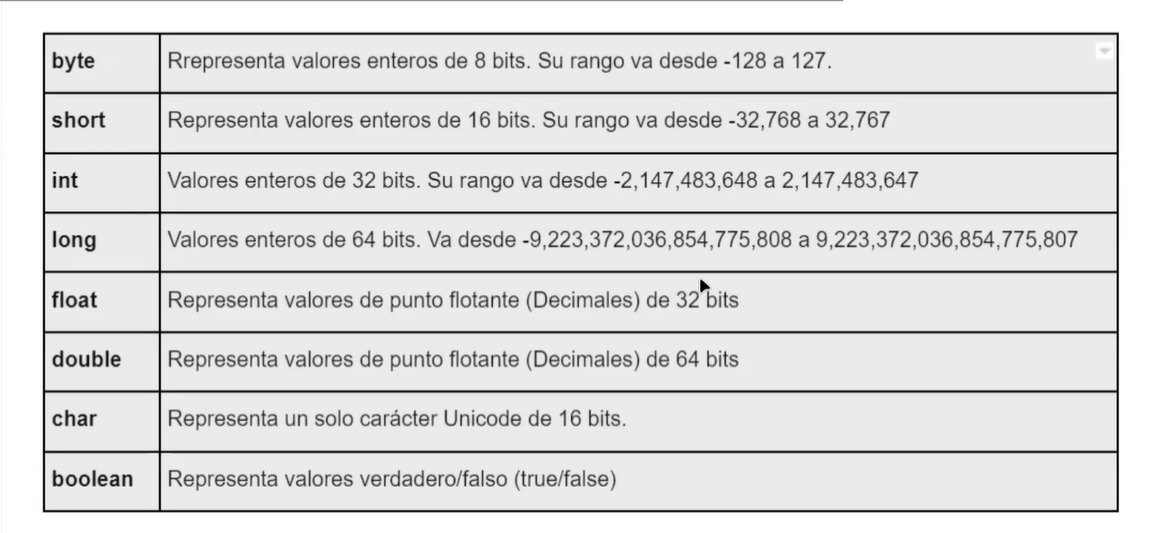 byte Rrepresenta valores enteros de 8 bits. Su rango va desde -128 a 127.
short Representa valores enteros de 16 bits. Su rango va desde -32,768 a 32,767
int Valores enteros de 32 bits. Su rango va desde -2,147,483,648 a 2,147,483,647
long Valores enteros de 64 bits. Va desde -9,223,372,036,854,775,808 a 9,223,372,036,854,775,807
float Representa valores de punto flotante (Decimales) de 32 bits
double Representa valores de punto flotante (Decimales) de 64 bits
char Representa un solo carácter Unicode de 16 bits.
boolean Representa valores verdadero/falso (true/false)